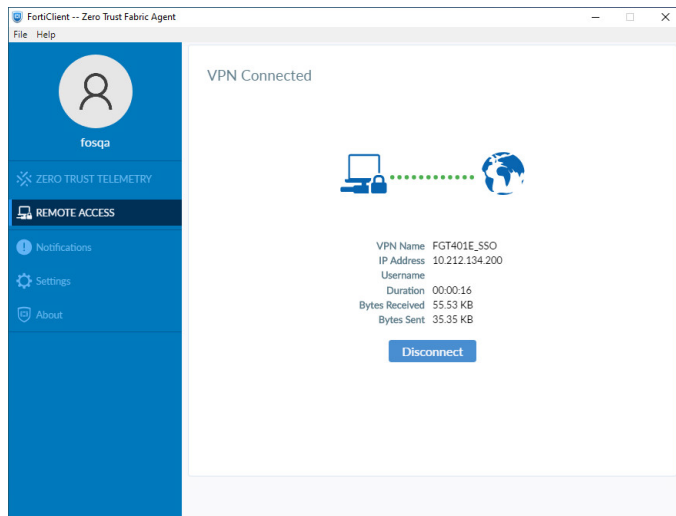 FortiClient -- Zero Trust Fabric Agent
File Help
fosqa
ZERO TRUST TELEMETRY
REMOTE ACCESS
Notifications
Settings
About
VPN Connected
VPN Name FGT401E_SSO
IP Address 10.212.134.200
Username
Duration 00:00:16
Bytes Received 55.53 KB
Bytes Sent 35.35 KB
Disconnect